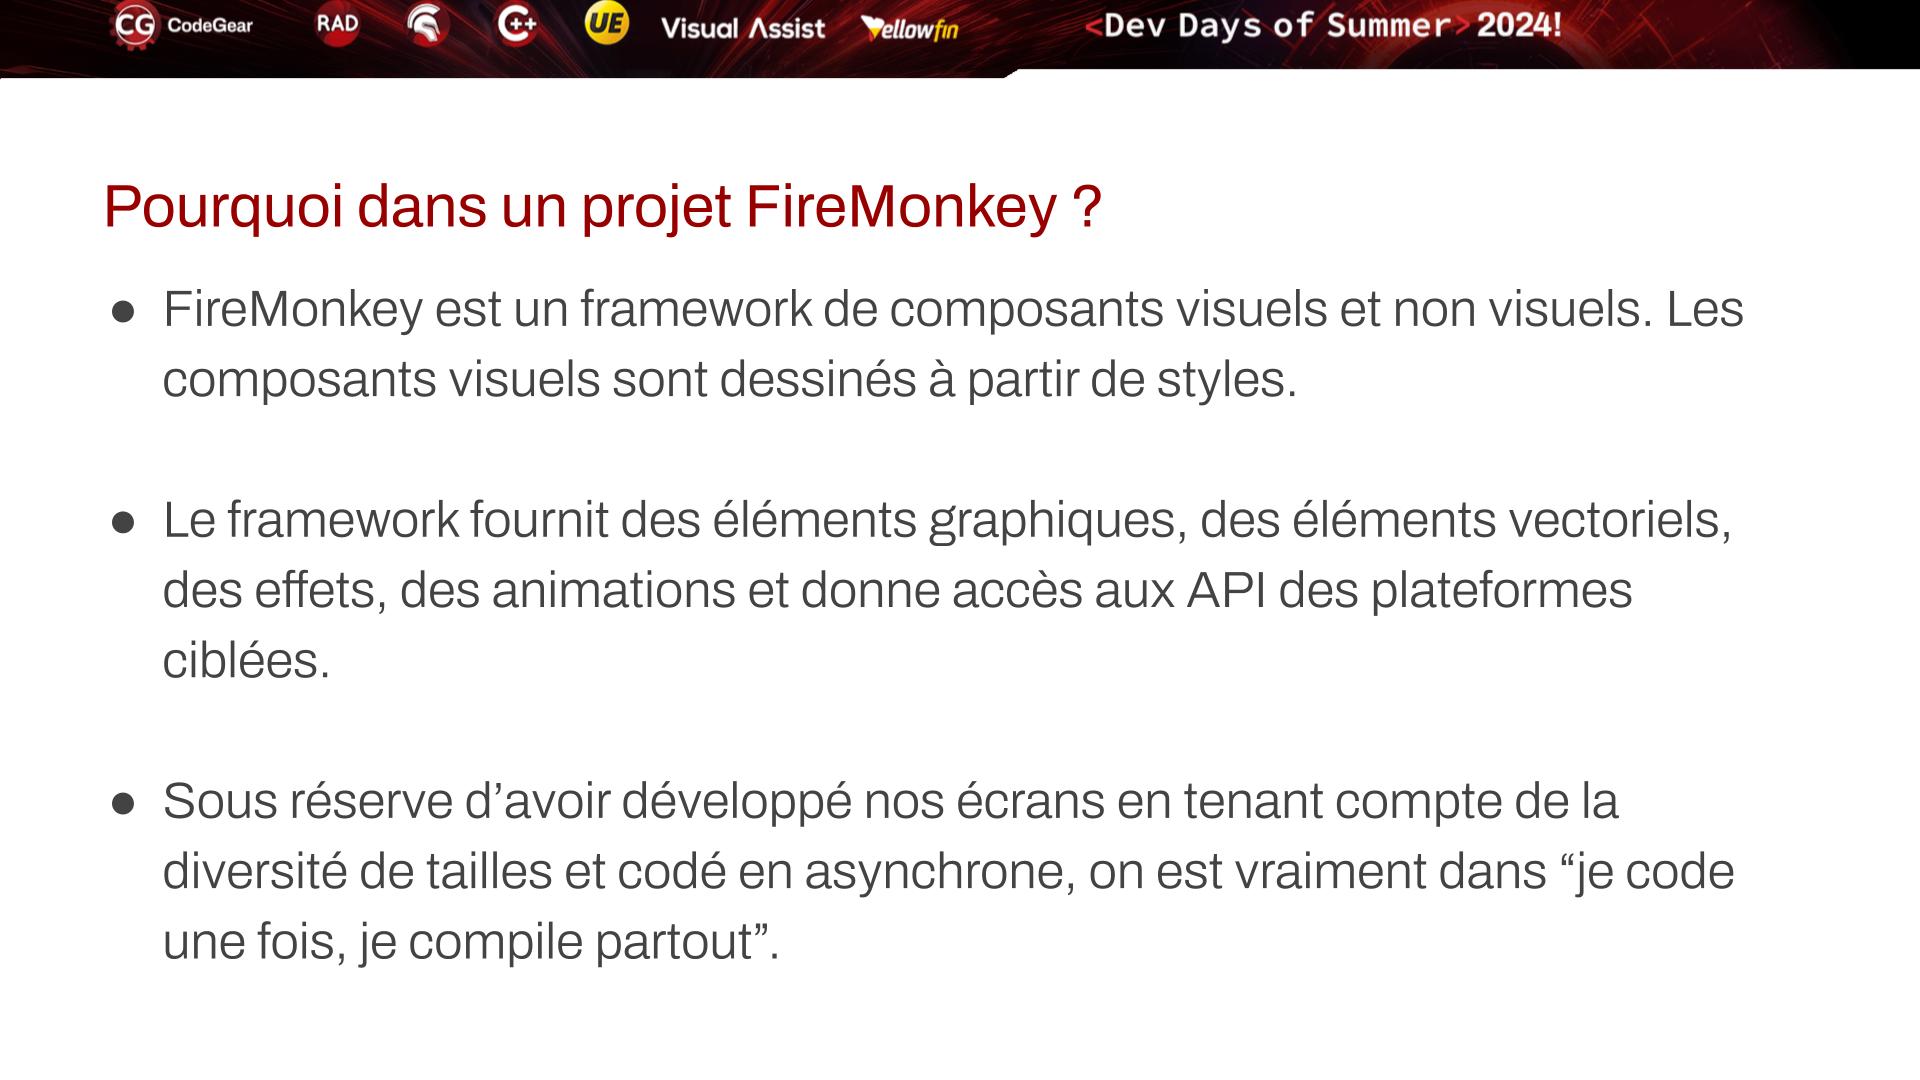 CG CodeGear RAD C++ UE Visual Assist Yellowfin <Dev Days of Summer> 2024!
Pourquoi dans un projet FireMonkey ?
● FireMonkey est un framework de composants visuels et non visuels. Les
composants visuels sont dessinés à partir de styles.
● Le framework fournit des éléments graphiques, des éléments vectoriels,
des effets, des animations et donne accès aux API des plateformes
ciblées.
● Sous réserve d’avoir développé nos écrans en tenant compte de la
diversité de tailles et codé en asynchrone, on est vraiment dans “je code
une fois, je compile partout”.